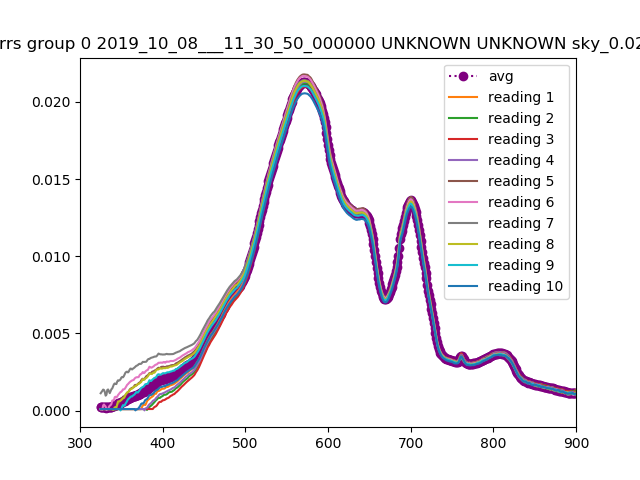 rrs group 0 2019_10_08___11_30_50_000000 UNKNOWN UNKNOWN sky_0.02
avg
reading 1
reading 2
reading 3
reading 4
reading 5
reading 6
reading 7
reading 8
reading 9
reading 10
0.020
0.015
0.010
0.005
0.000
300 400 500 600 700 800 900